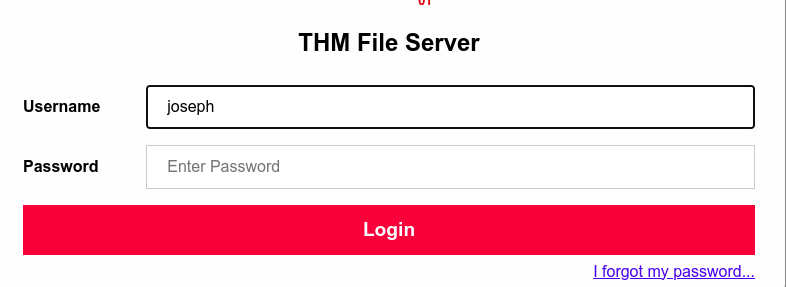 THM File Server
Username
joseph
Password
Enter Password
Login
I forgot my password...